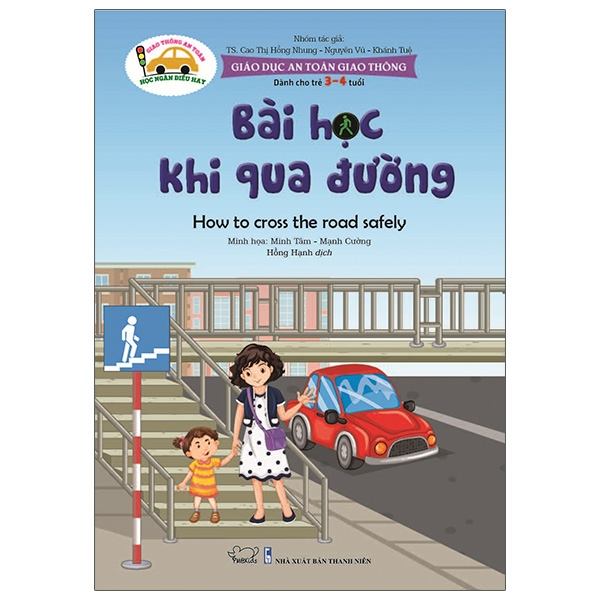 GIAO THÔNG AN TOÀN
HỌC NGÀN ĐIỀU HAY
Nhóm tác giả:
TS. Cao Thị Hồng Nhung - Nguyên Vũ - Khánh Tuệ
GIÁO DỤC AN TOÀN GIAO THÔNG
Dành cho trẻ 3-4 tuổi
Bài học
khi qua đường
How to cross the road safely
Minh họa: Minh Tâm - Mạnh Cường
Hồng Hạnh dịch
NHÀ XUẤT BẢN THANH NIÊN